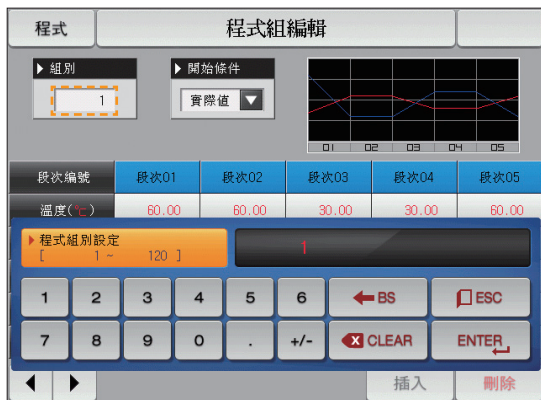 程式
程式組編輯
組別
開始條件
1
實際值
01 02 03 04 05
段次編號 段次01 段次02 段次03 段次04 段次05
溫度(℃) 60.00 60.00 30.00 30.00 60.00
程式組別設定
[ 1 ~ 120 ]
1
1 2 3 4 5 6 BS ESC
7 8 9 0 . +/- X CLEAR ENTER
插入 刪除